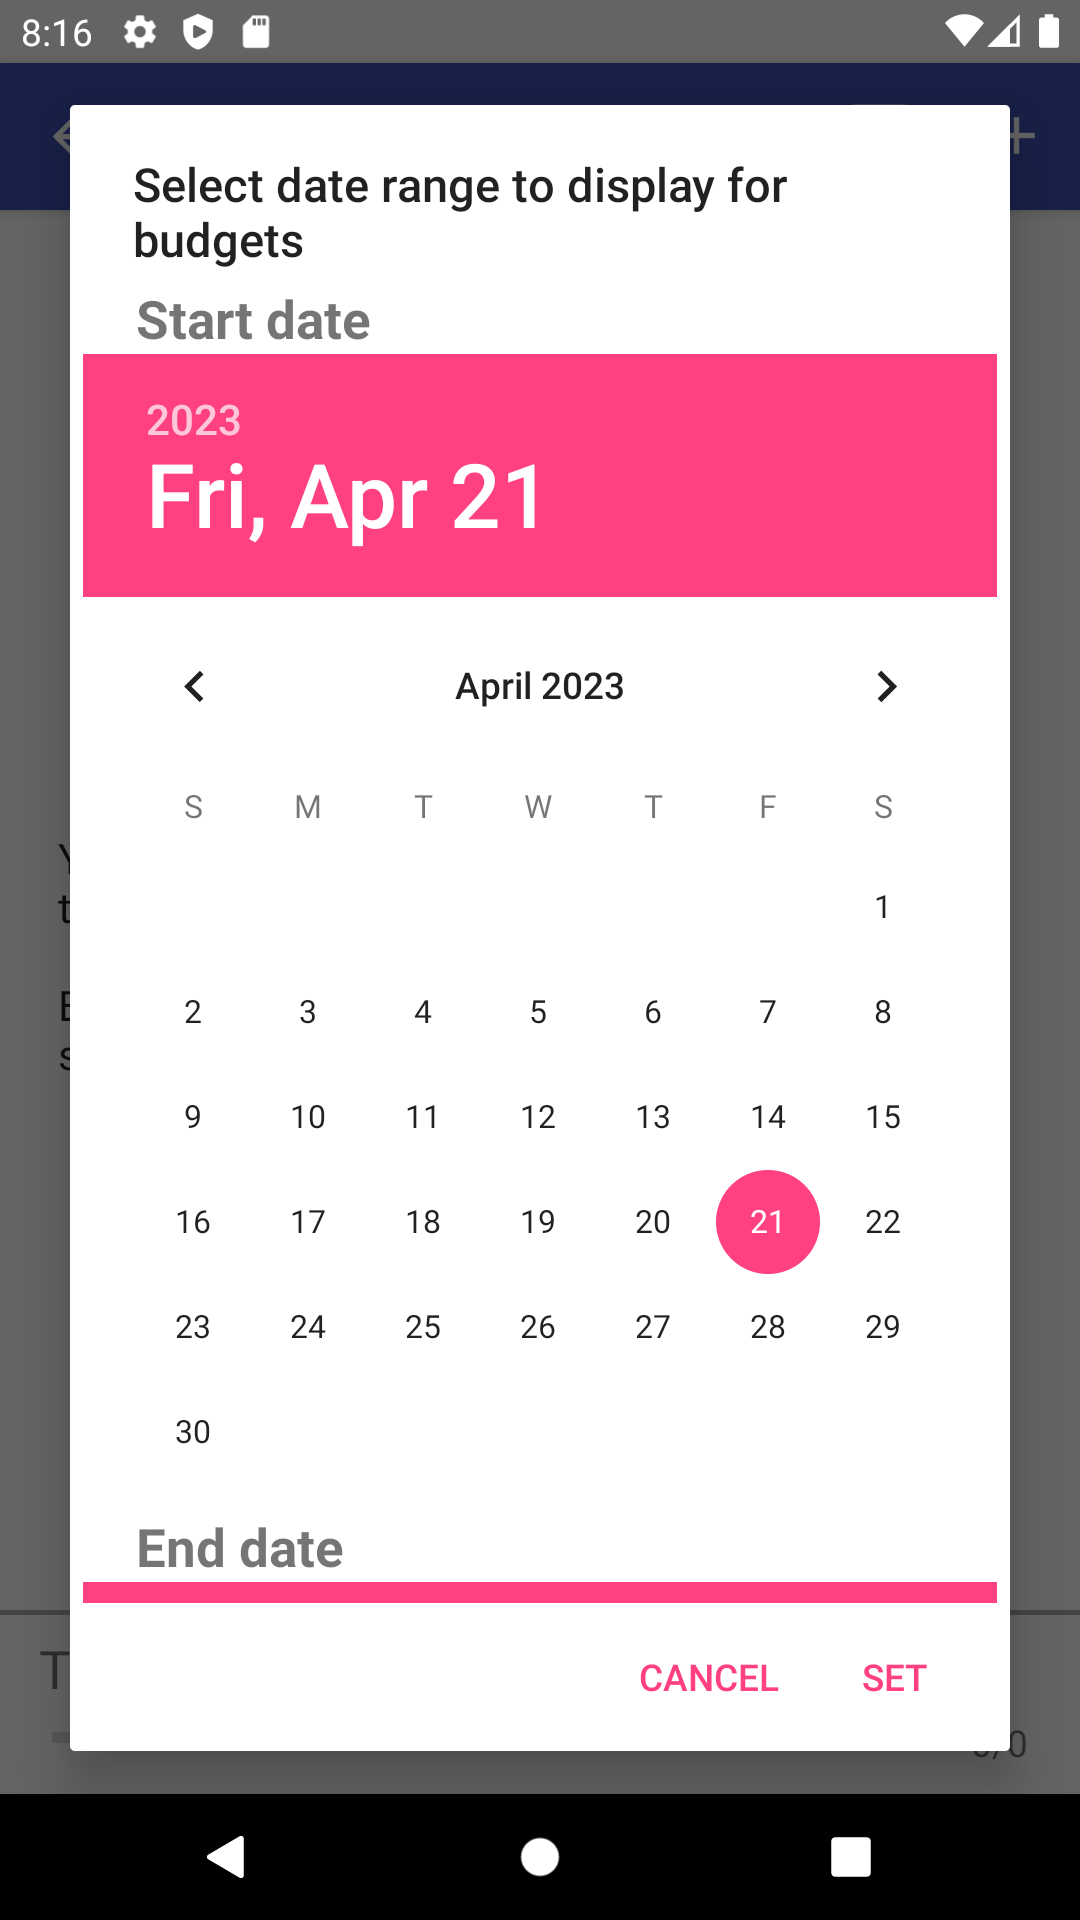 8:16
Select date range to display for
budgets
Start date
2023
Fri, Apr 21
April 2023
S M T W T F S
1
2 3 4 5 6 7 8
9 10 11 12 13 14 15
16 17 18 19 20 21 22
23 24 25 26 27 28 29
30
End date
CANCEL SET